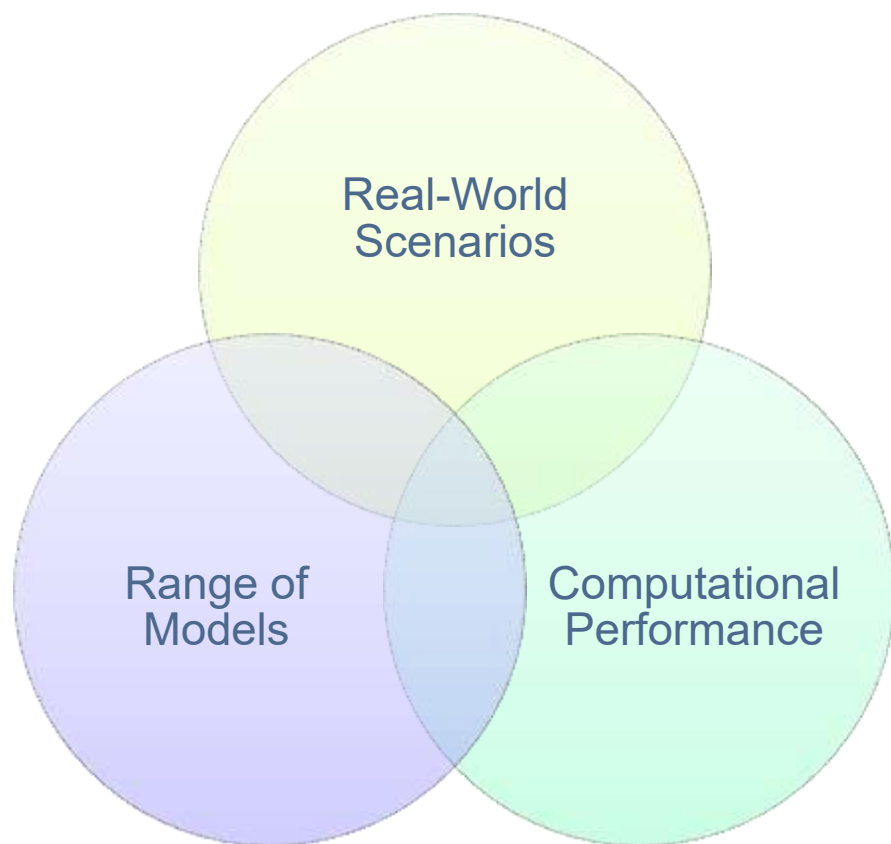 Real-World
Scenarios
Range of
Models
Computational
Performance